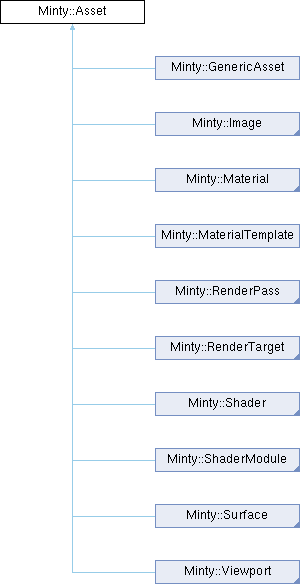 Minty::Asset
Minty::GenericAsset
Minty::Image
Minty::Material
Minty::MaterialTemplate
Minty::RenderPass
Minty::RenderTarget
Minty::Shader
Minty::ShaderModule
Minty::Surface
Minty::Viewport